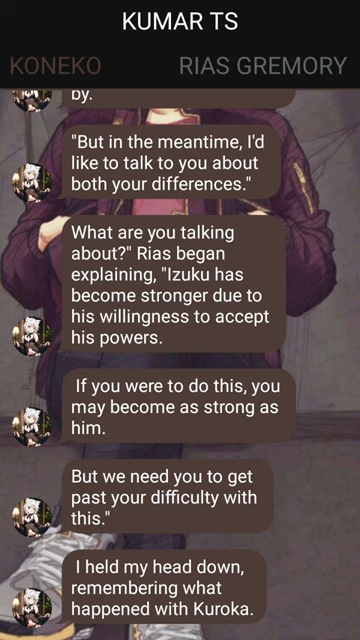 KUMAR TS
KONEKO
RIAS GREMORY
by.
"But in the meantime, I'd
like to talk to you about
both your differences."
What are you talking
about?" Rias began
explaining, "Izuku has
become stronger due to
his willingness to accept
his powers.
If you were to do this, you
may become as strong as
him.
But we need you to get
past your difficulty with
this."
I held my head down,
remembering what
happened with Kuroka.